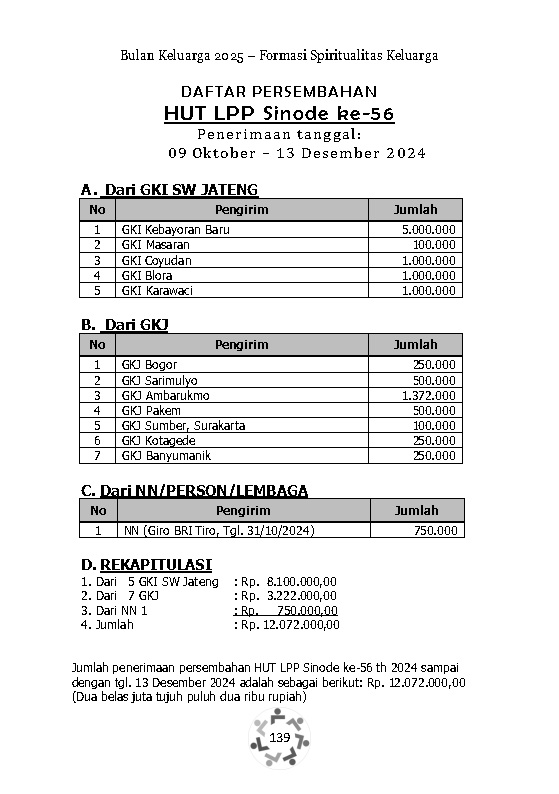 Bulan Keluarga 2025 – Formasi Spiritualitas Keluarga
DAFTAR PERSEMBAHAN
HUT LPP Sinode ke-56
Penerimaan tanggal:
09 Oktober – 13 Desember 2024
A. Dari GKI SW JATENG
No Pengirim Jumlah
1 GKI Kebayoran Baru 5.000.000
2 GKI Masaran 100.000
3 GKI Coyudan 1.000.000
4 GKI Blora 1.000.000
5 GKI Karawaci 1.000.000
B. Dari GKJ
No Pengirim Jumlah
1 GKJ Bogor 250.000
2 GKJ Sarimulyo 500.000
3 GKJ Ambarukmo 1.372.000
4 GKJ Pakem 500.000
5 GKJ Sumber, Surakarta 100.000
6 GKJ Kotagede 250.000
7 GKJ Banyumanik 250.000
C. Dari NN/PERSON/LEMBAGA
No Pengirim Jumlah
1 NN (Giro BRI Tiro, Tgl. 31/10/2024) 750.000
D. REKAPITULASI
1. Dari 5 GKI SW Jateng : Rp. 8.100.000,00
2. Dari 7 GKJ : Rp. 3.222.000,00
3. Dari NN 1 : Rp. 750.000,00
4. Jumlah : Rp. 12.072.000,00
Jumlah penerimaan persembahan HUT LPP Sinode ke-56 th 2024 sampai
dengan tgl. 13 Desember 2024 adalah sebagai berikut: Rp. 12.072.000,00
(Dua belas juta tujuh puluh dua ribu rupiah)
139